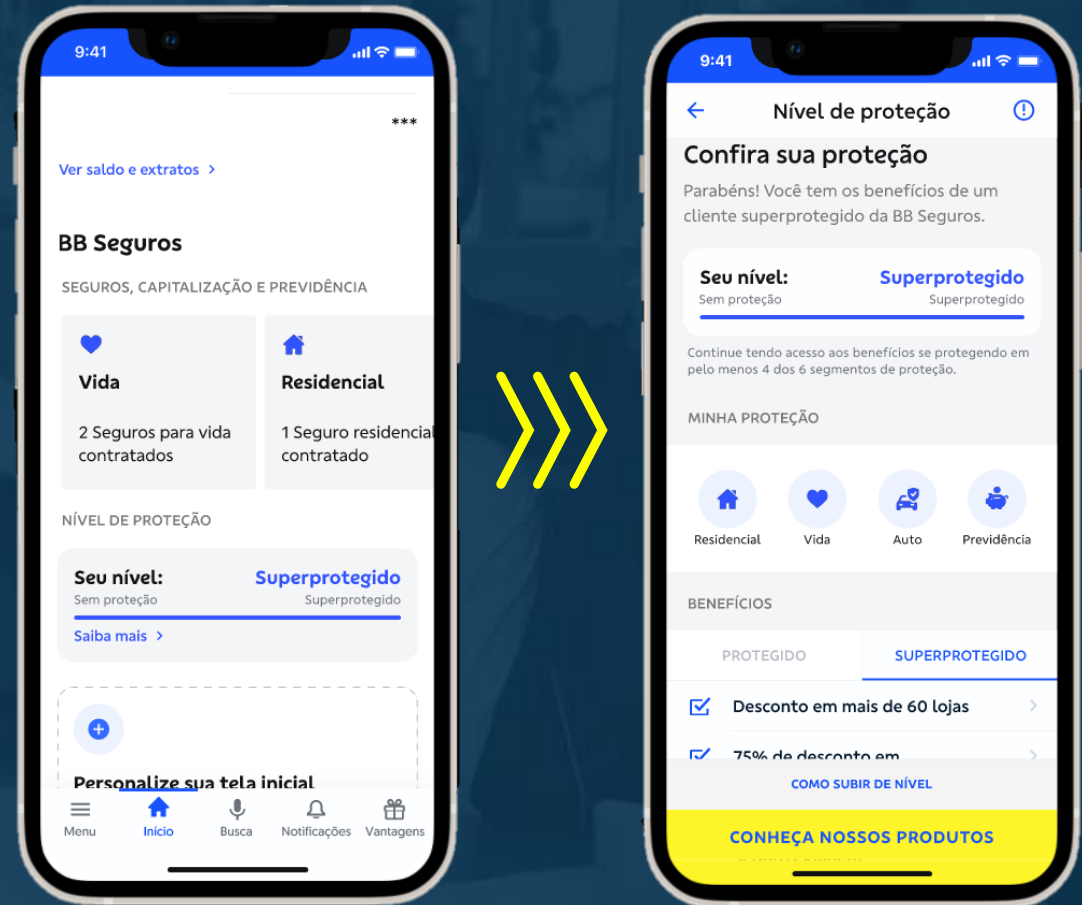 9:41
***
Ver saldo e extratos >
BB Seguros
SEGUROS, CAPITALIZAÇÃO E PREVIDÊNCIA
Vida
2 Seguros para vida
contratados
Residencial
1 Seguro residencial
contratado
NÍVEL DE PROTEÇÃO
Seu nível: Superprotegido
Sem proteção Superprotegido
Saiba mais >
Personalize sua tela inicial
Menu Início Busca Notificações Vantagens
9:41
Nível de proteção
Confira sua proteção
Parabéns! Você tem os benefícios de um
cliente superprotegido da BB Seguros.
Seu nível: Superprotegido
Sem proteção Superprotegido
Continue tendo acesso aos benefícios se protegendo em
pelo menos 4 dos 6 segmentos de proteção.
MINHA PROTEÇÃO
Residencial Vida Auto Previdência
BENEFÍCIOS
PROTEGIDO SUPERPROTEGIDO
Desconto em mais de 60 lojas
75% de desconto em
COMO SUBIR DE NÍVEL
CONHEÇA NOSSOS PRODUTOS